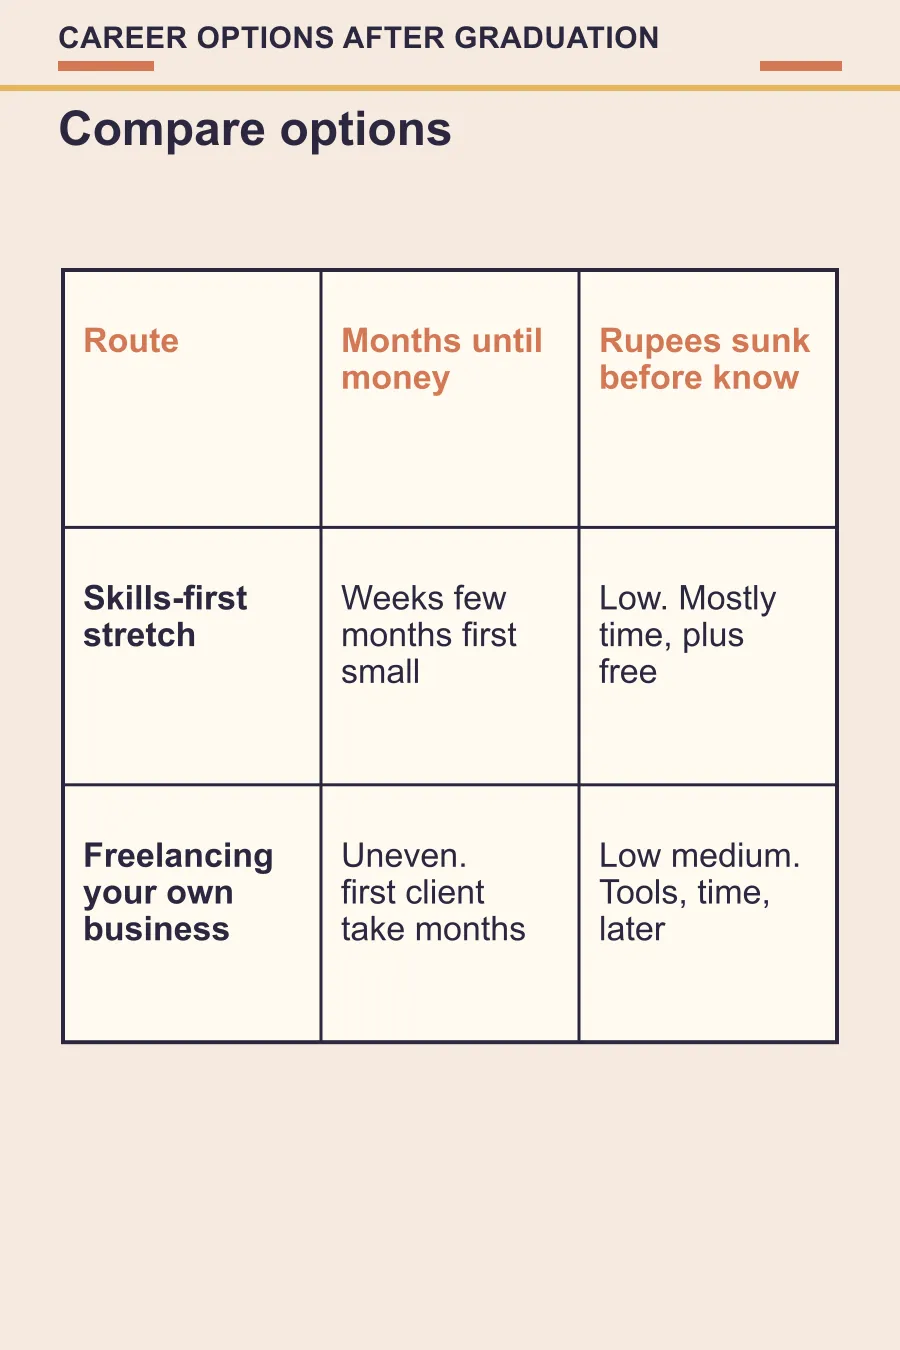 CAREER OPTIONS AFTER GRADUATION
Compare options
Route
Months until
money
Rupees sunk
before know
Skills-first
stretch
Weeks few
months first
small
Low. Mostly
time, plus
free
Freelancing
your own
business
Uneven.
first client
take months
Low medium.
Tools, time,
later